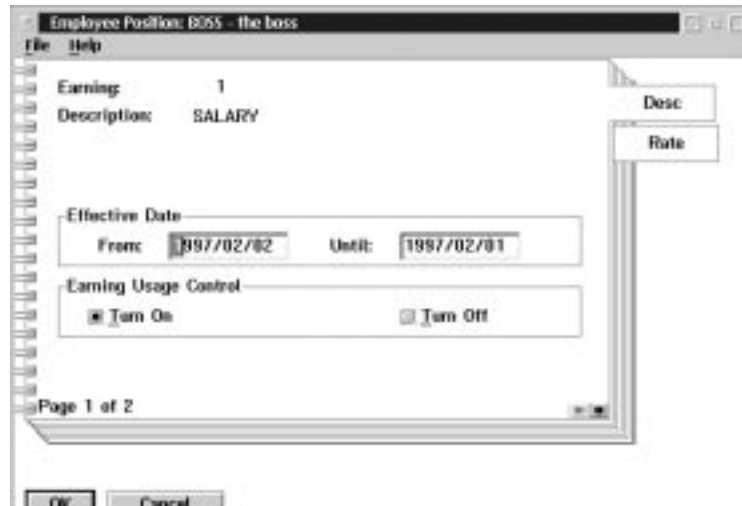 Employee Position: BOSS - the boss
File Help
Earning: 1
Description: SALARY
Desc
Rate
Effective Date
From: 1997/02/02 Until: 1997/02/01
Earning Usage Control
Turn On Turn Off
Page 1 of 2
OK Cancel